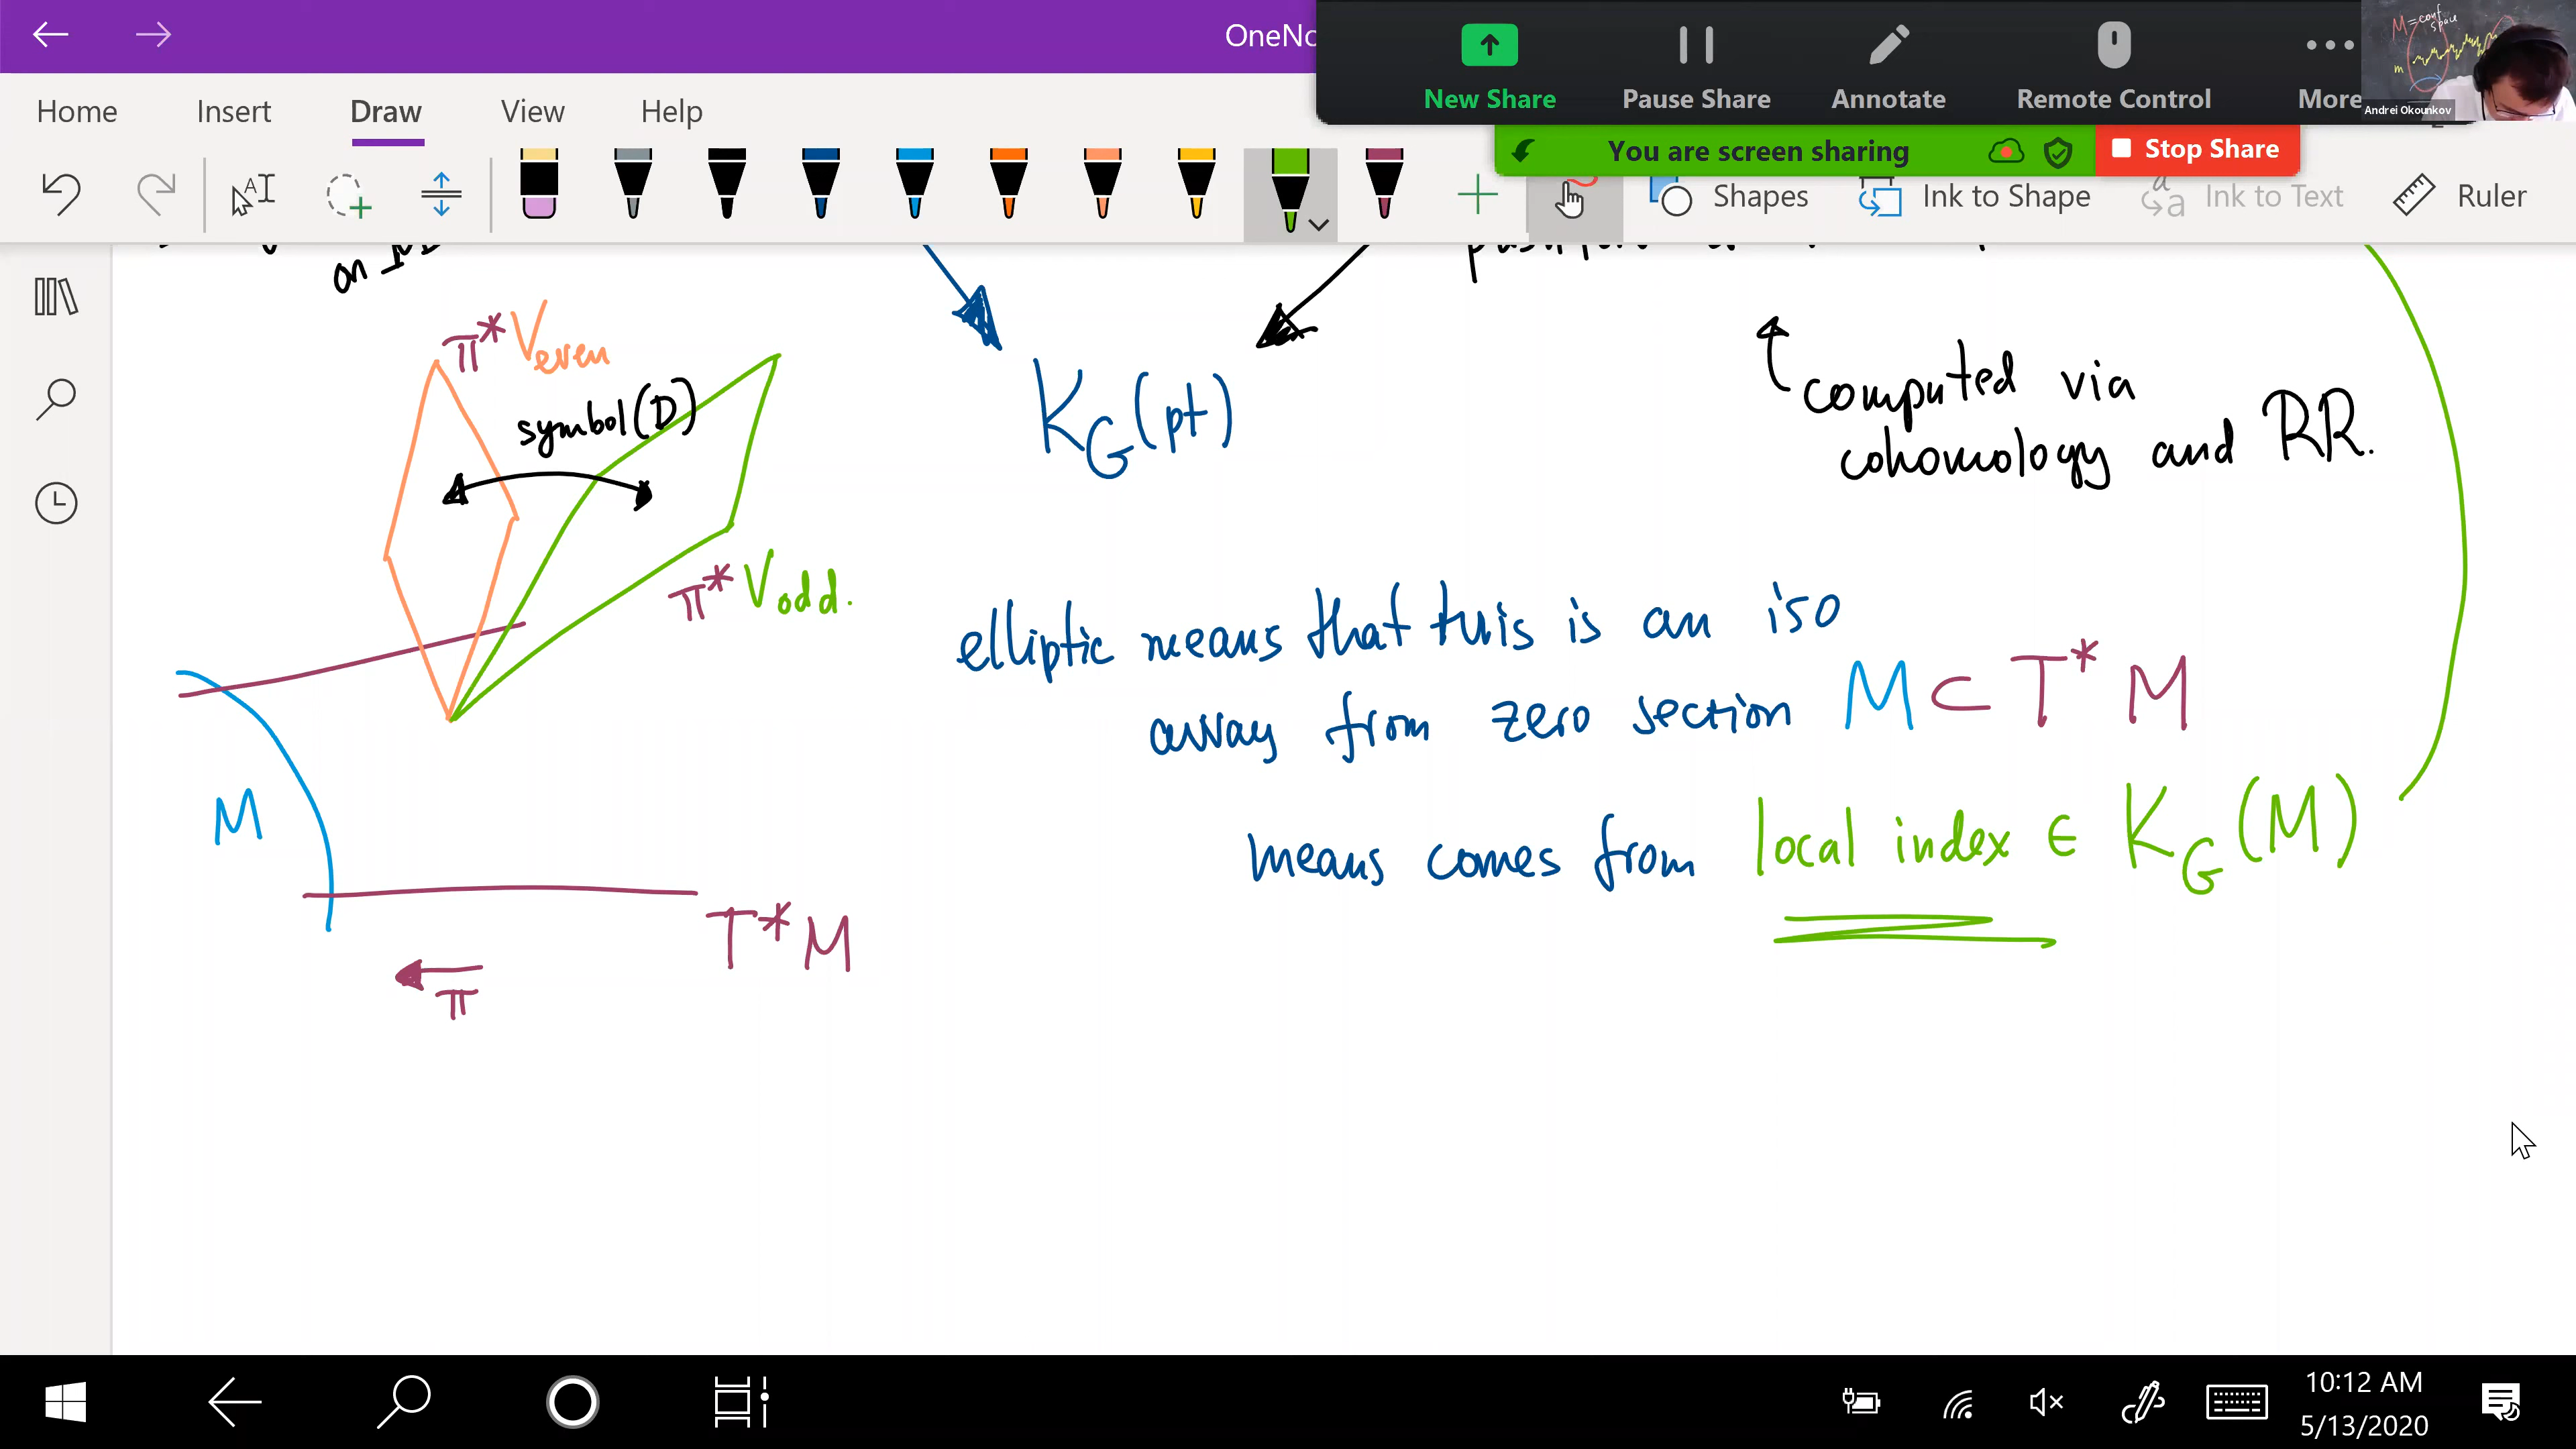 OneNo
New Share
Pause Share
Annotate
Remote Control
More
M = conf space
m
Andrei Okounkov
Home
Insert
Draw
View
Help
You are screen sharing
Stop Share
Shapes
Ink to Shape
Ink to Text
Ruler
on
π* V_even
symbol(D)
π* V_odd.
M
T*M
π
K_G(pt)
computed via
cohomology and RR.
elliptic means that this is an iso
away from zero section M ⊂ T* M
means comes from local index ∈ K_G(M)
10:12 AM
5/13/2020